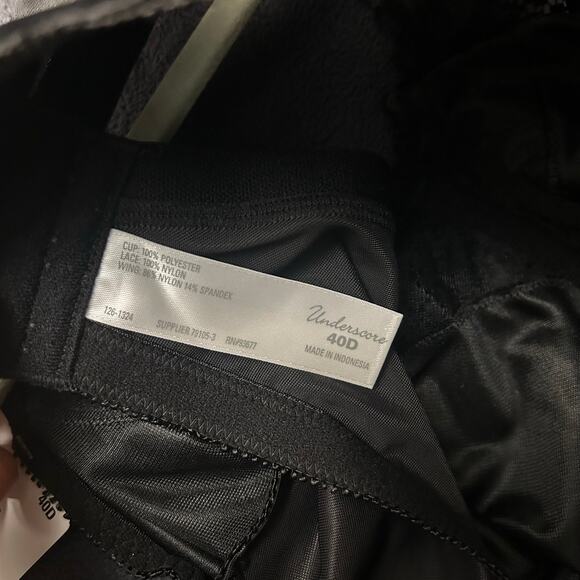 CUP: 100% POLYESTER
LACE: 100% NYLON
WING: 86% NYLON 14% SPANDEX
126-1324
SUPPLIER 79105-3
RN#93677
Underscore
40D
MADE IN INDONESIA
40D